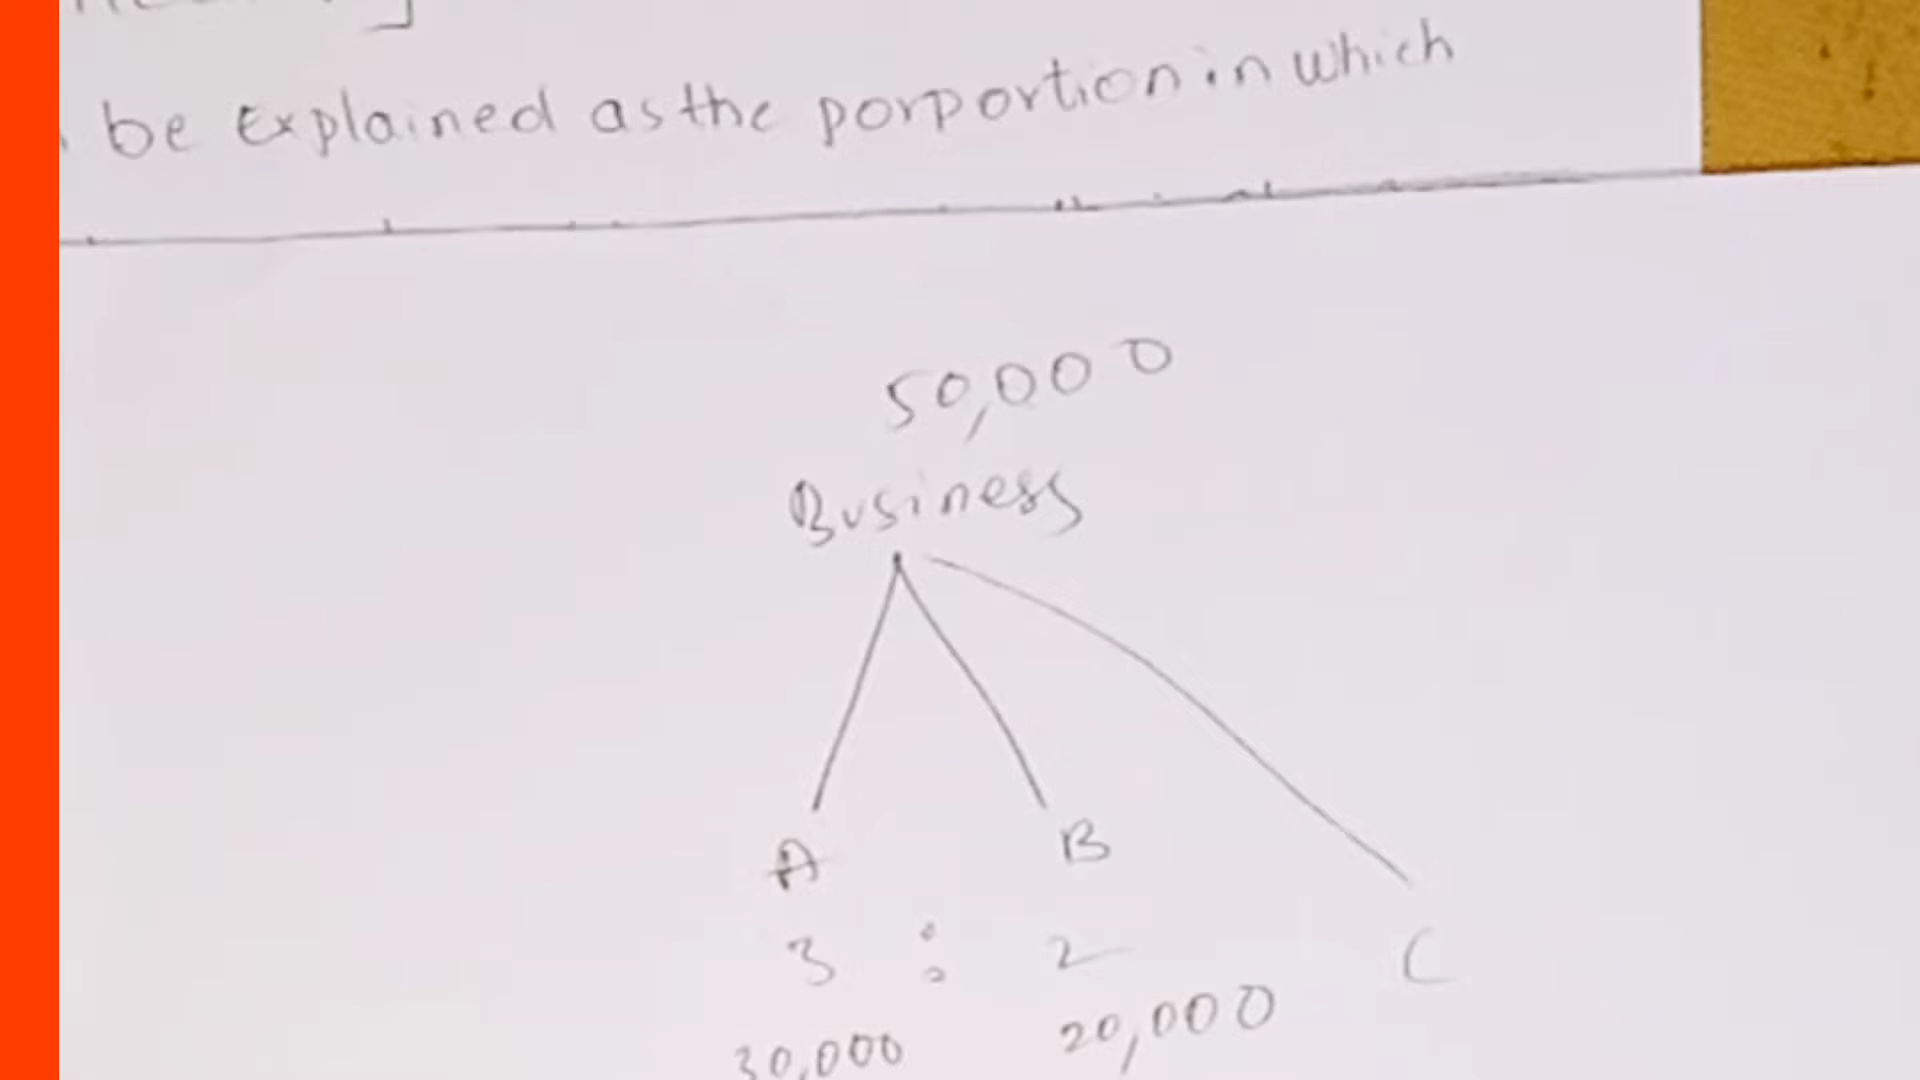 be Explained as the porportion in which
50,000
Business
A B
3 : 2 C
30,000 20,000